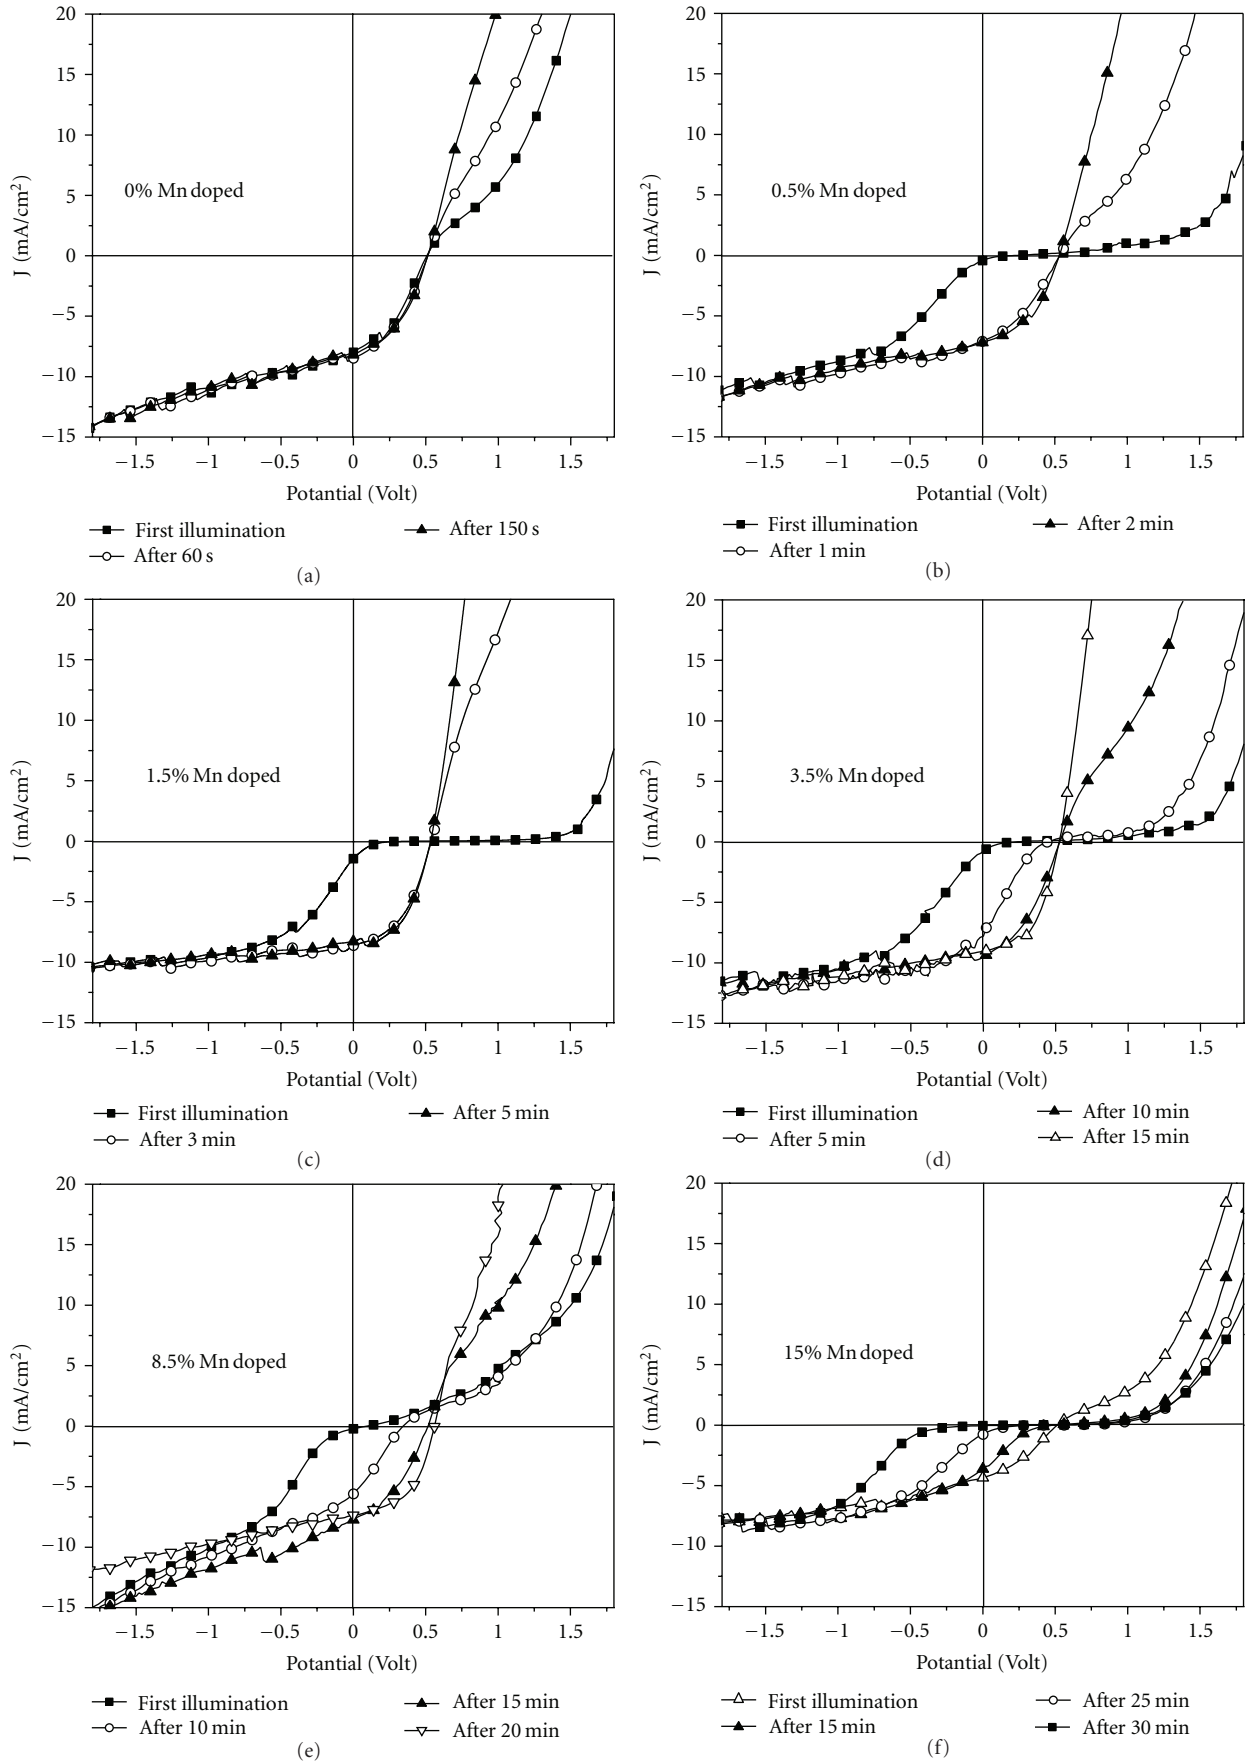 20
15
10
5
0
−5
−10
−15
J (mA/cm²)
0% Mn doped
−1.5 −1 −0.5 0 0.5 1 1.5
Potential (Volt)
First illumination
After 60 s
After 150 s
(a)
20
15
10
5
0
−5
−10
−15
J (mA/cm²)
0.5% Mn doped
−1.5 −1 −0.5 0 0.5 1 1.5
Potential (Volt)
First illumination
After 1 min
After 2 min
(b)
20
15
10
5
0
−5
−10
−15
J (mA/cm²)
1.5% Mn doped
−1.5 −1 −0.5 0 0.5 1 1.5
Potential (Volt)
First illumination
After 3 min
After 5 min
(c)
20
15
10
5
0
−5
−10
−15
J (mA/cm²)
3.5% Mn doped
−1.5 −1 −0.5 0 0.5 1 1.5
Potential (Volt)
First illumination
After 5 min
After 10 min
After 15 min
(d)
20
15
10
5
0
−5
−10
−15
J (mA/cm²)
8.5% Mn doped
−1.5 −1 −0.5 0 0.5 1 1.5
Potential (Volt)
First illumination
After 10 min
After 15 min
After 20 min
(e)
20
15
10
5
0
−5
−10
−15
J (mA/cm²)
15% Mn doped
−1.5 −1 −0.5 0 0.5 1 1.5
Potential (Volt)
First illumination
After 15 min
After 25 min
After 30 min
(f)